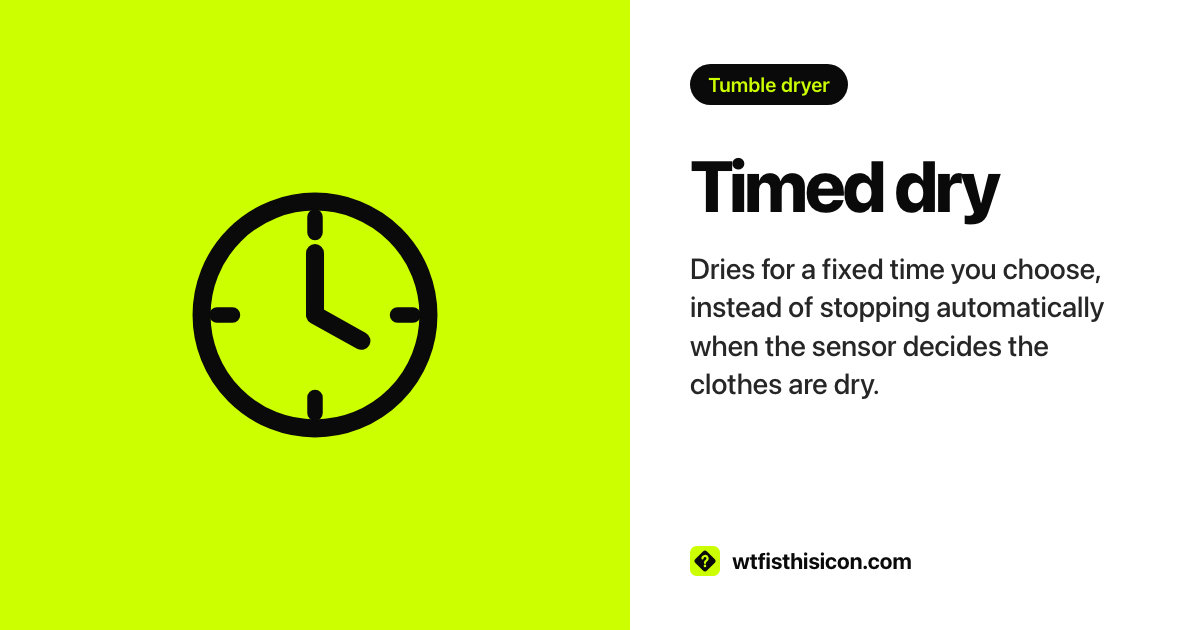 Tumble dryer
Timed dry
Dries for a fixed time you choose,
instead of stopping automatically
when the sensor decides the
clothes are dry.
?
wtfisthisicon.com